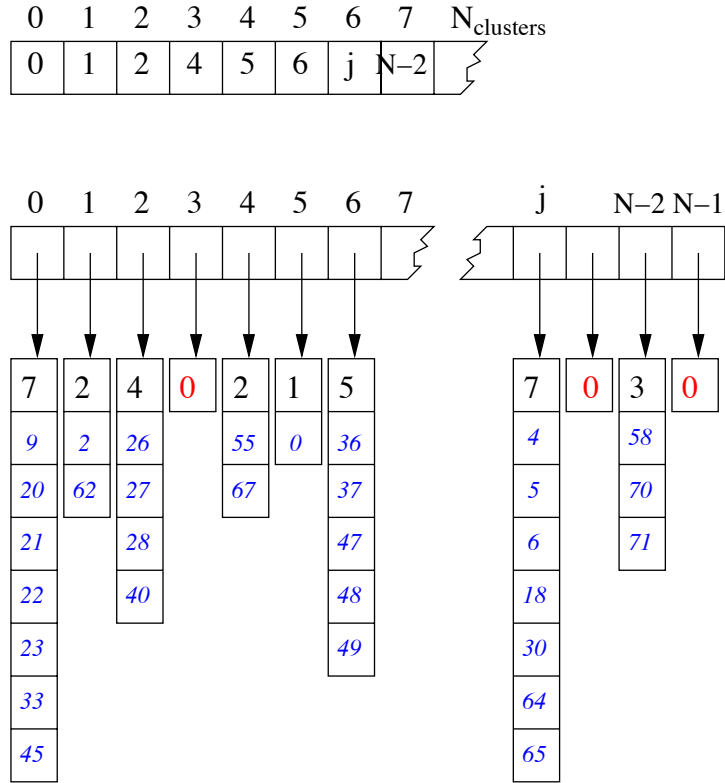 0 1 2 3 4 5 6 7 Nclusters
0 1 2 4 5 6 j N–2
0 1 2 3 4 5 6 7 j N–2 N–1
7 2 4 0 2 1 5 7 0 3 0
9 2 26 55 0 36 4 58
20 62 27 67 37 5 70
21 28 47 6 71
22 40 48 18
23 49 30
33 64
45 65